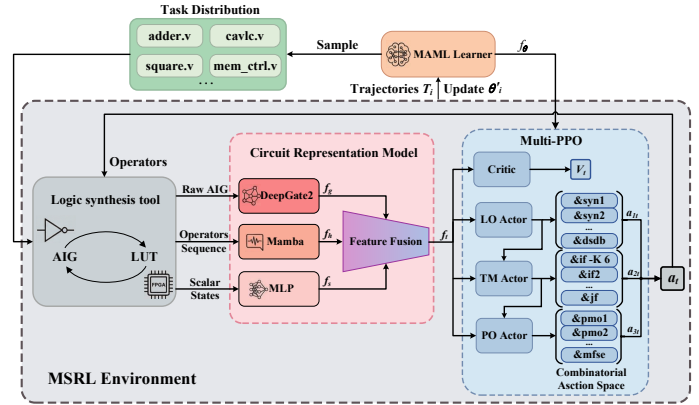 Task Distribution
adder.v
cavlc.v
square.v
mem_ctrl.v
...
Sample
MAML Learner
f𝜽
Trajectories Tᵢ
Update 𝜽'ᵢ
Operators
Logic synthesis tool
AIG
LUT
FPGA
Raw AIG
Operators
Sequence
Scalar
States
Circuit Representation Model
DeepGate2
Mamba
MLP
f_g
f_h
f_s
Feature Fusion
f_t
Multi-PPO
Critic
V_t
LO Actor
TM Actor
PO Actor
&syn1
&syn2
...
&dsdb
&if -K 6
&if2
...
&jf
&pmo1
&pmo2
...
&mfse
a_1t
a_2t
a_3t
a_t
Combinatorial
Asction Space
MSRL Environment